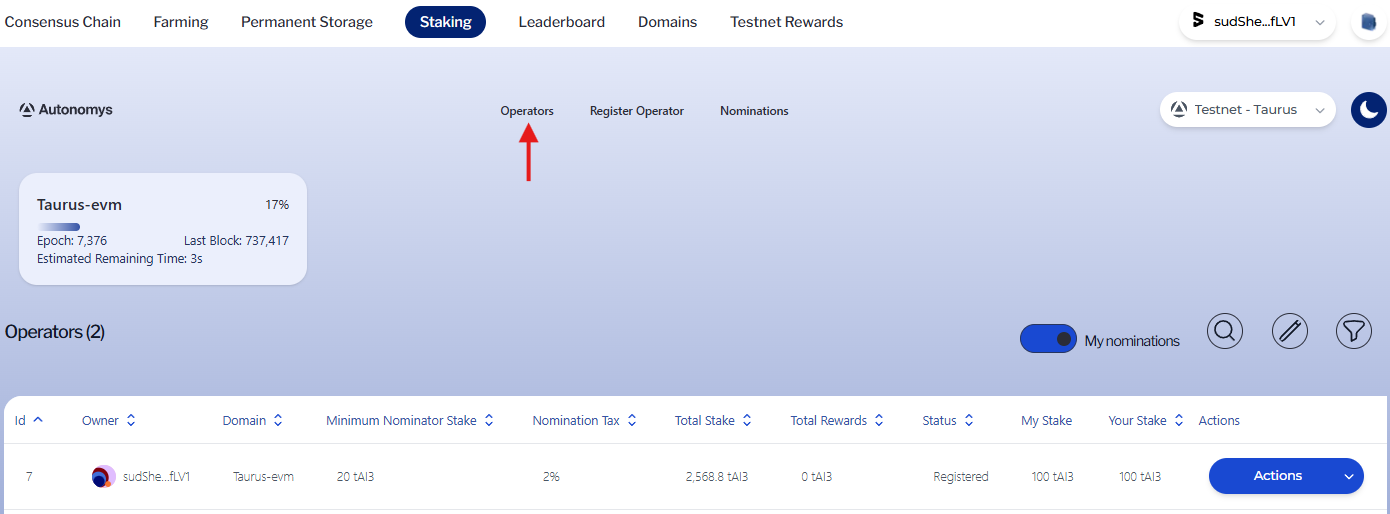 Consensus Chain Farming Permanent Storage Staking Leaderboard Domains Testnet Rewards sudShe...fLV1
Autonomys Operators Register Operator Nominations Testnet - Taurus
Taurus-evm 17%
Epoch: 7,376 Last Block: 737,417
Estimated Remaining Time: 3s
Operators (2) My nominations
Id Owner Domain Minimum Nominator Stake Nomination Tax Total Stake Total Rewards Status My Stake Your Stake Actions
7 sudShe...fLV1 Taurus-evm 20 tAI3 2% 2,568.8 tAI3 0 tAI3 Registered 100 tAI3 100 tAI3 Actions